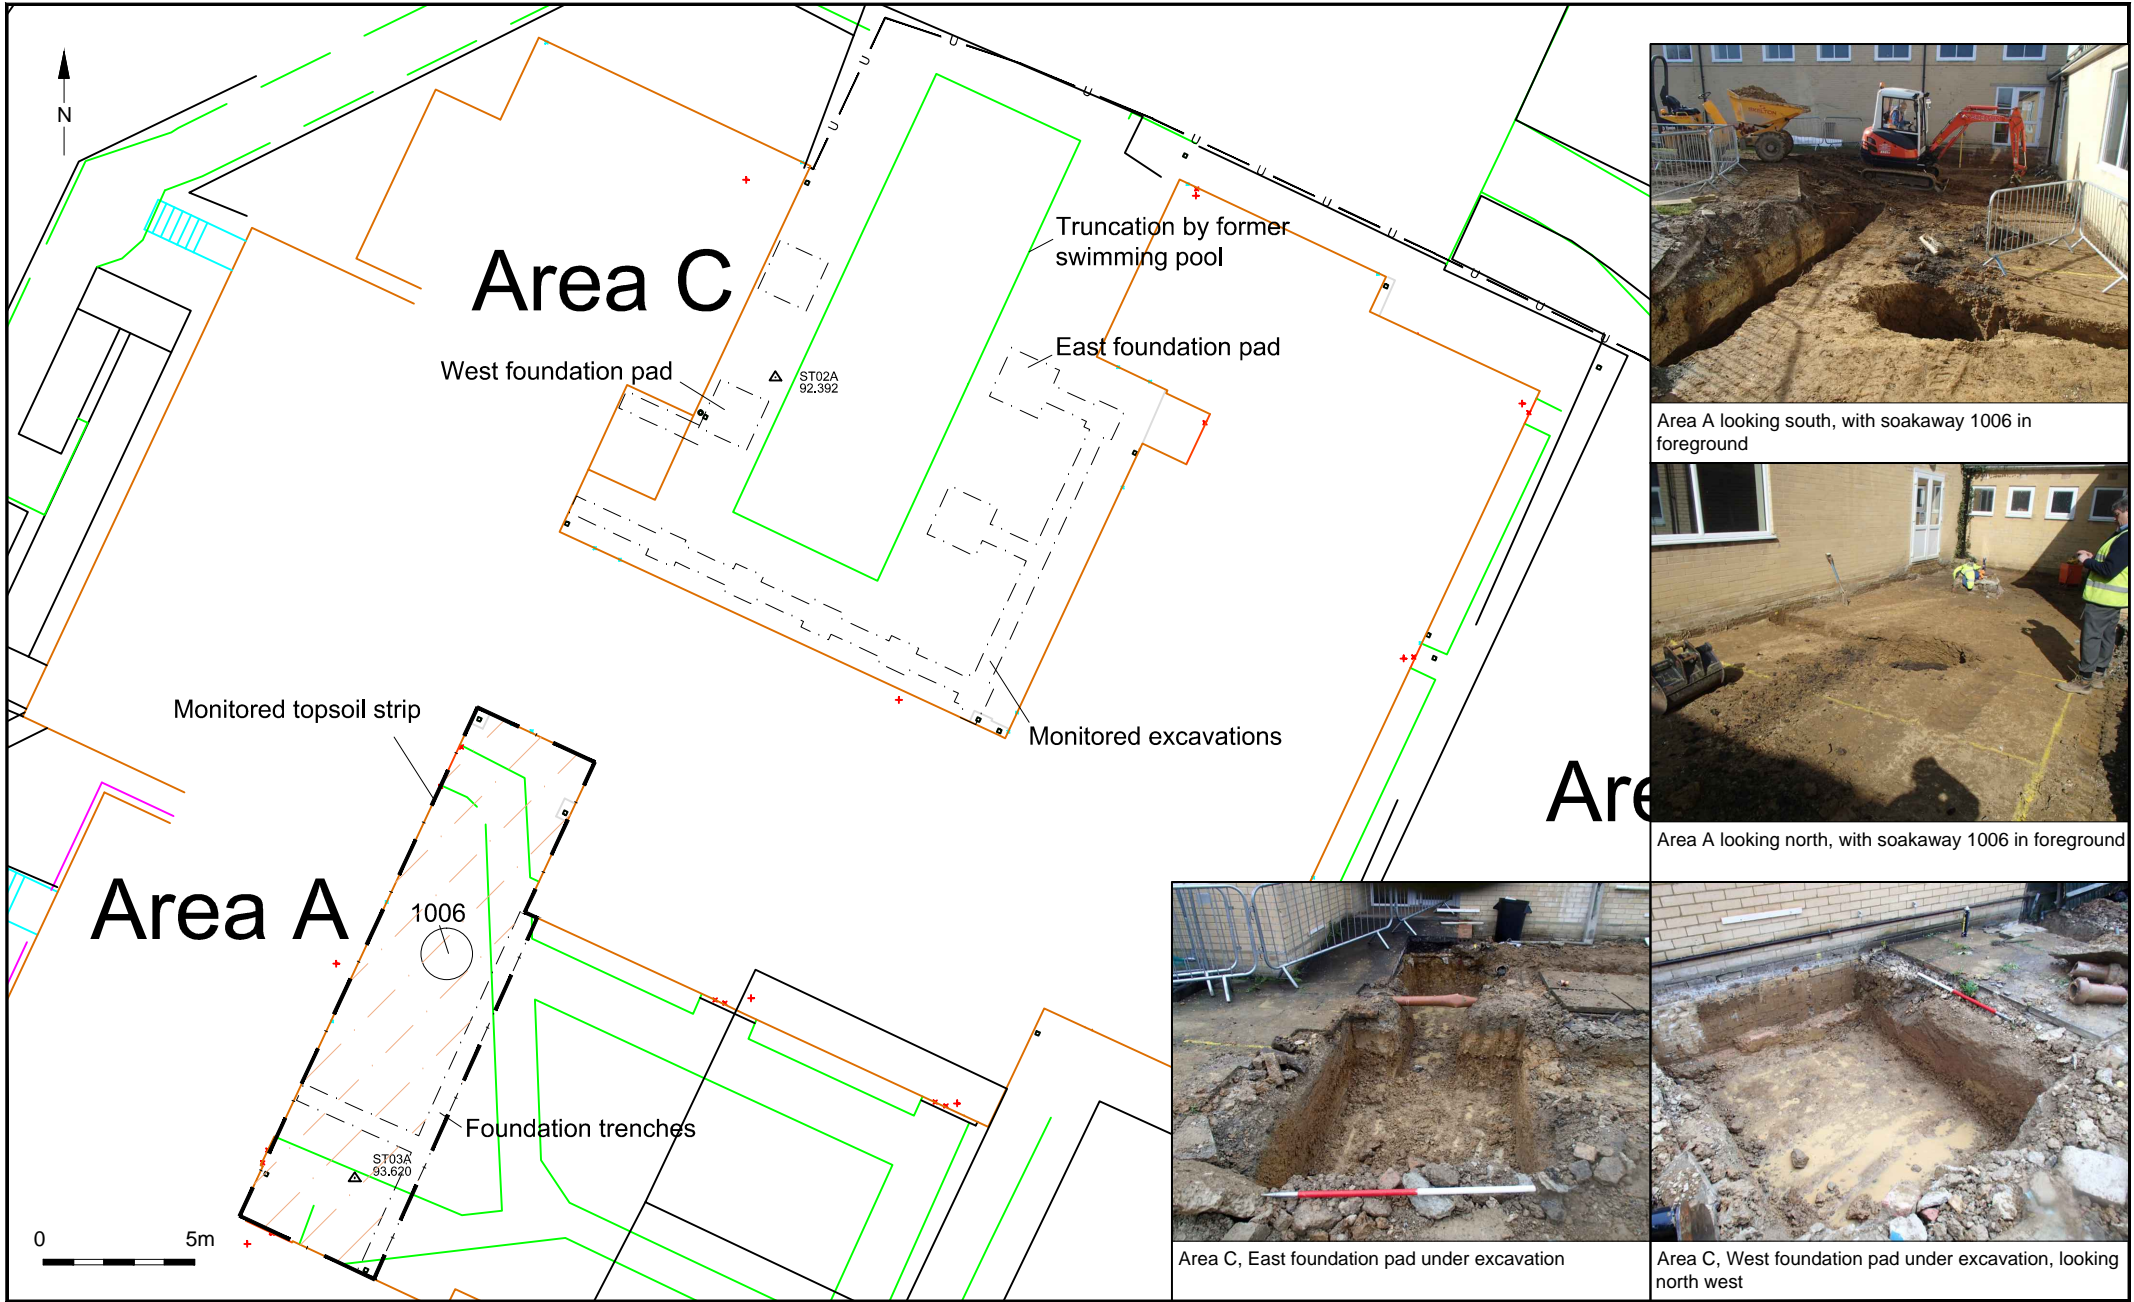 N
Area C
Truncation by former
swimming pool
East foundation pad
West foundation pad
ST02A
92.392
Monitored topsoil strip
Monitored excavations
Are
Area A
1006
Foundation trenches
ST03A
93.620
0 5m
U
U
U
U
U
U
U
U
U
U
U
U
Area A looking south, with soakaway 1006 in
foreground
Area A looking north, with soakaway 1006 in foreground
Area C, East foundation pad under excavation
Area C, West foundation pad under excavation, looking
north west